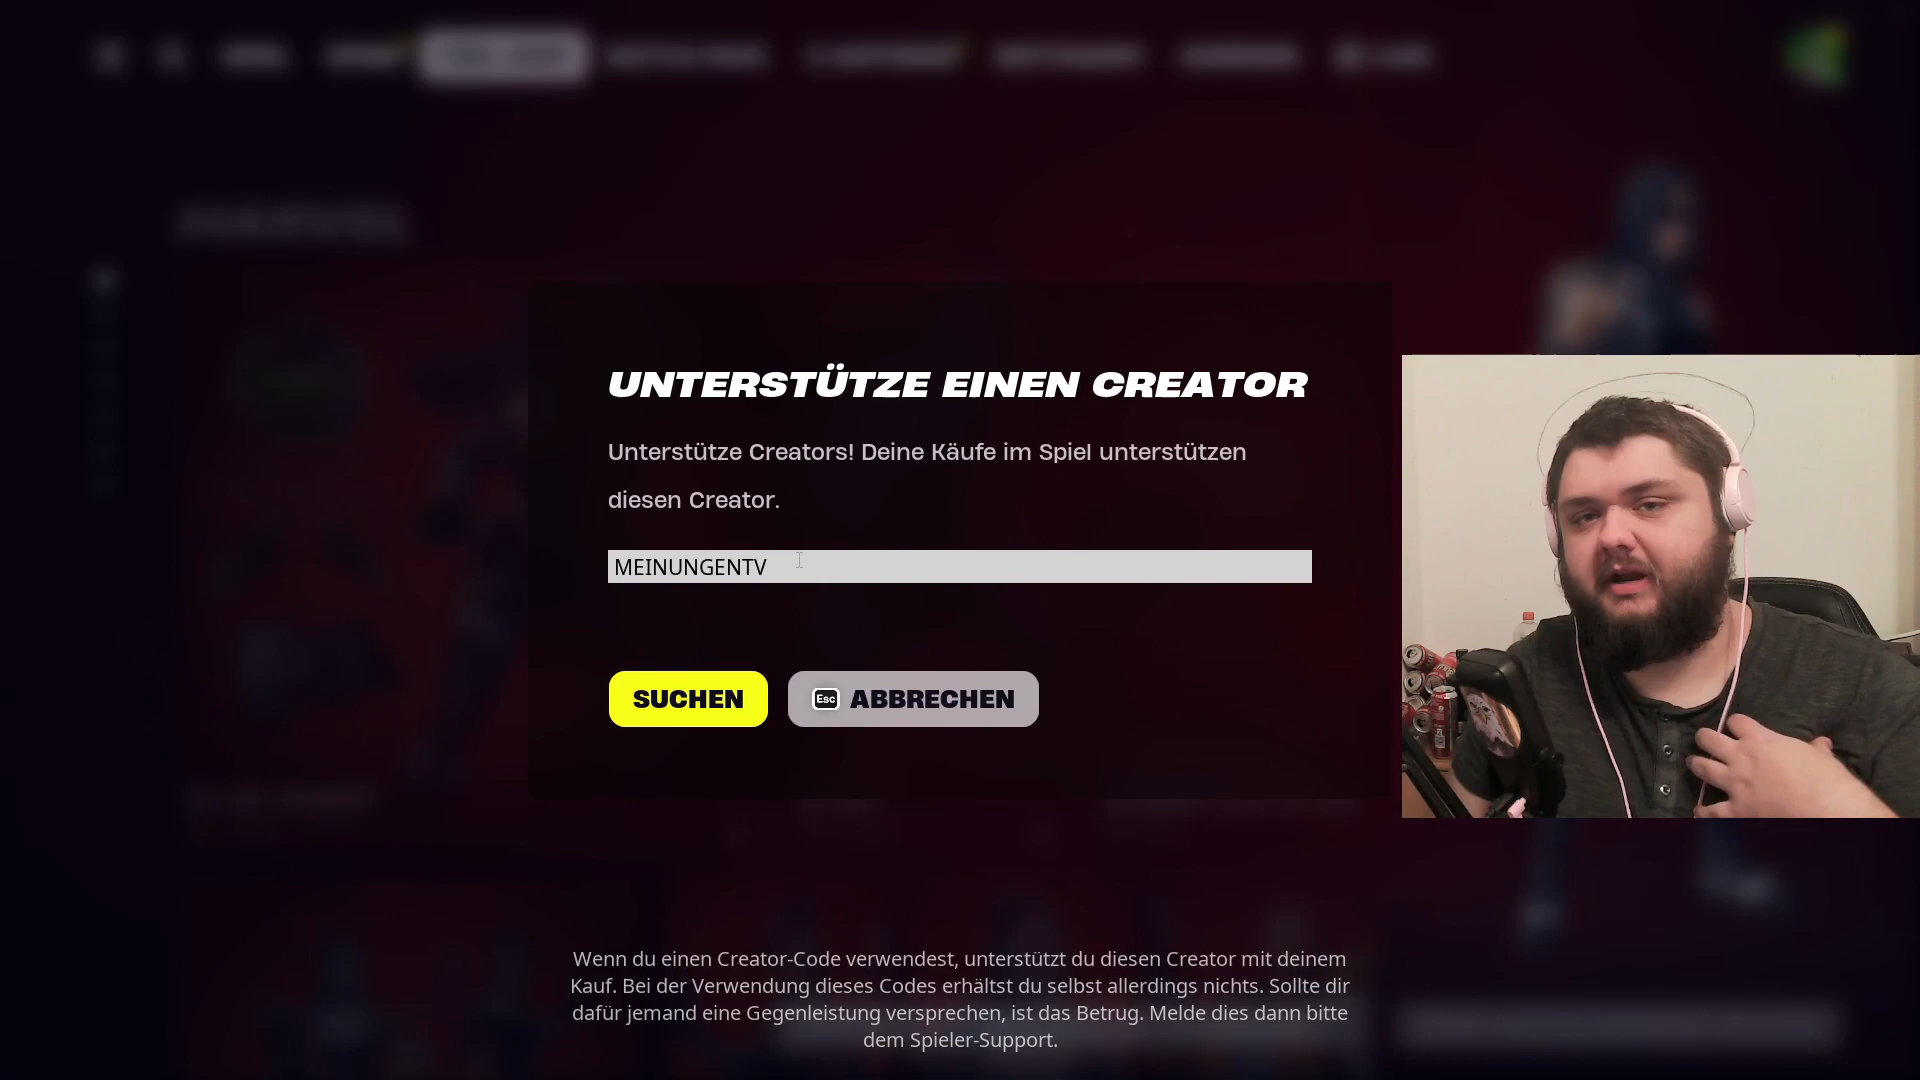 UNTERSTÜTZE EINEN CREATOR
Unterstütze Creators! Deine Käufe im Spiel unterstützen
diesen Creator.
MEINUNGENTV
SUCHEN
Esc ABBRECHEN
Wenn du einen Creator-Code verwendest, unterstützt du diesen Creator mit deinem
Kauf. Bei der Verwendung dieses Codes erhältst du selbst allerdings nichts. Sollte dir
dafür jemand eine Gegenleistung versprechen, ist das Betrug. Melde dies dann bitte
dem Spieler-Support.